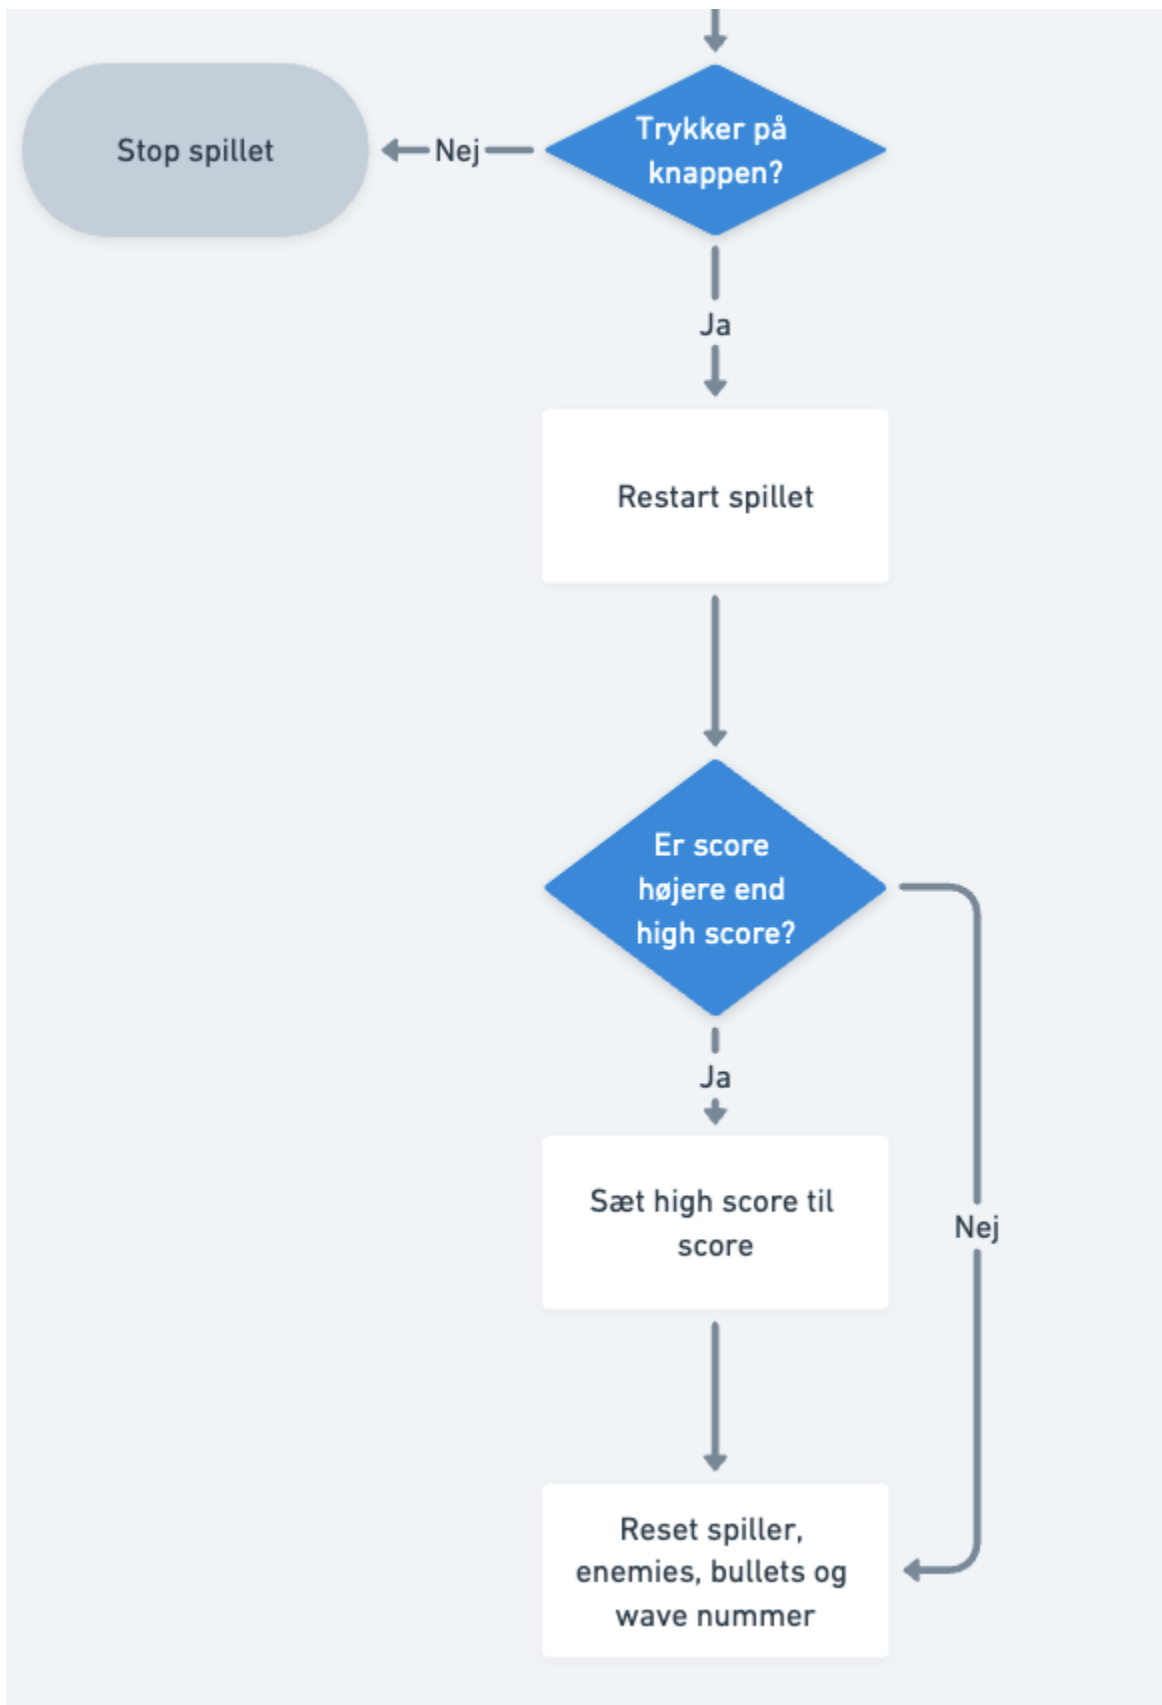 Trykker på
knappen?
Nej
Stop spillet
Ja
Restart spillet
Er score
højere end
high score?
Ja
Sæt high score til
score
Nej
Reset spiller,
enemies, bullets og
wave nummer